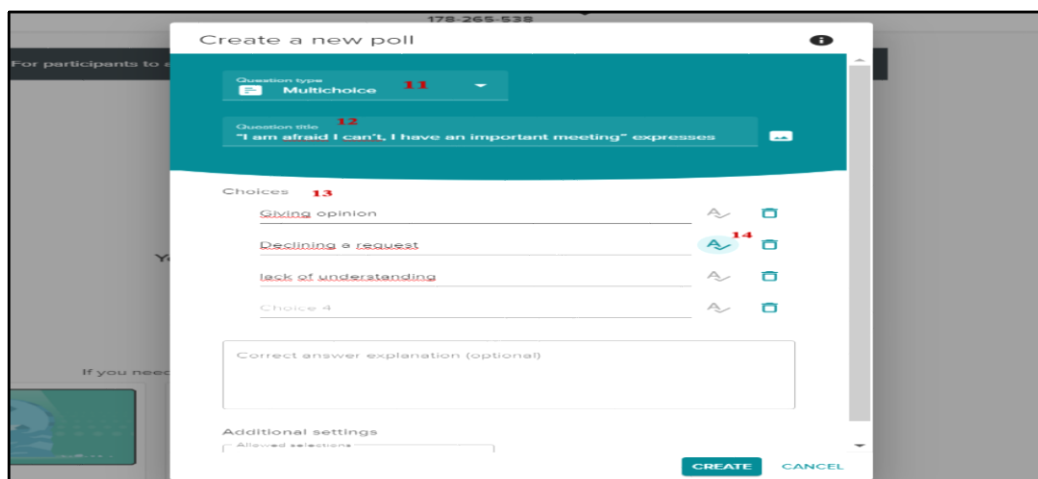 178-265-538
Create a new poll
For participants to a
Question type
Multichoice 11
12
Question title
"I am afraid I can't, I have an important meeting" expresses
Choices 13
Giving opinion
14
Declining a request
lack of understanding
Choice 4
Correct answer explanation (optional)
If you need
Additional settings
Allowed selections
CREATE CANCEL